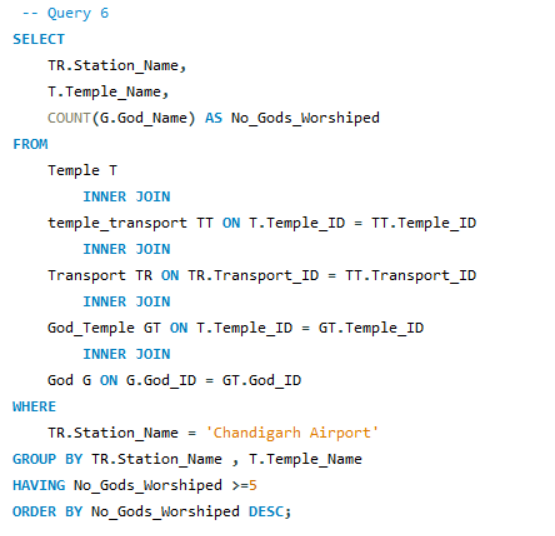 -- Query 6
SELECT
TR.Station_Name,
T.Temple_Name,
COUNT(G.God_Name) AS No_Gods_Worshiped
FROM
Temple T
INNER JOIN
temple_transport TT ON T.Temple_ID = TT.Temple_ID
INNER JOIN
Transport TR ON TR.Transport_ID = TT.Transport_ID
INNER JOIN
God_Temple GT ON T.Temple_ID = GT.Temple_ID
INNER JOIN
God G ON G.God_ID = GT.God_ID
WHERE
TR.Station_Name = 'Chandigarh Airport'
GROUP BY TR.Station_Name , T.Temple_Name
HAVING No_Gods_Worshiped >=5
ORDER BY No_Gods_Worshiped DESC;